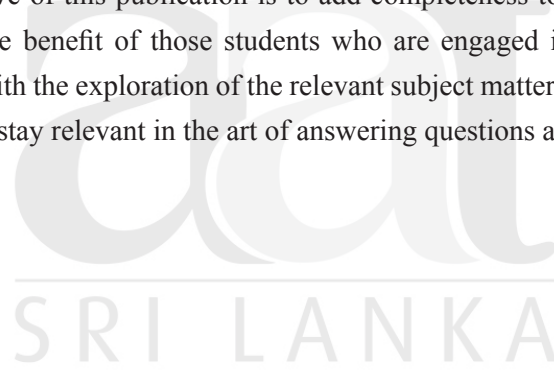 ve of this publication is to add completeness to
e benefit of those students who are engaged i
ith the exploration of the relevant subject matter
stay relevant in the art of answering questions a
aat
SRI LANKA